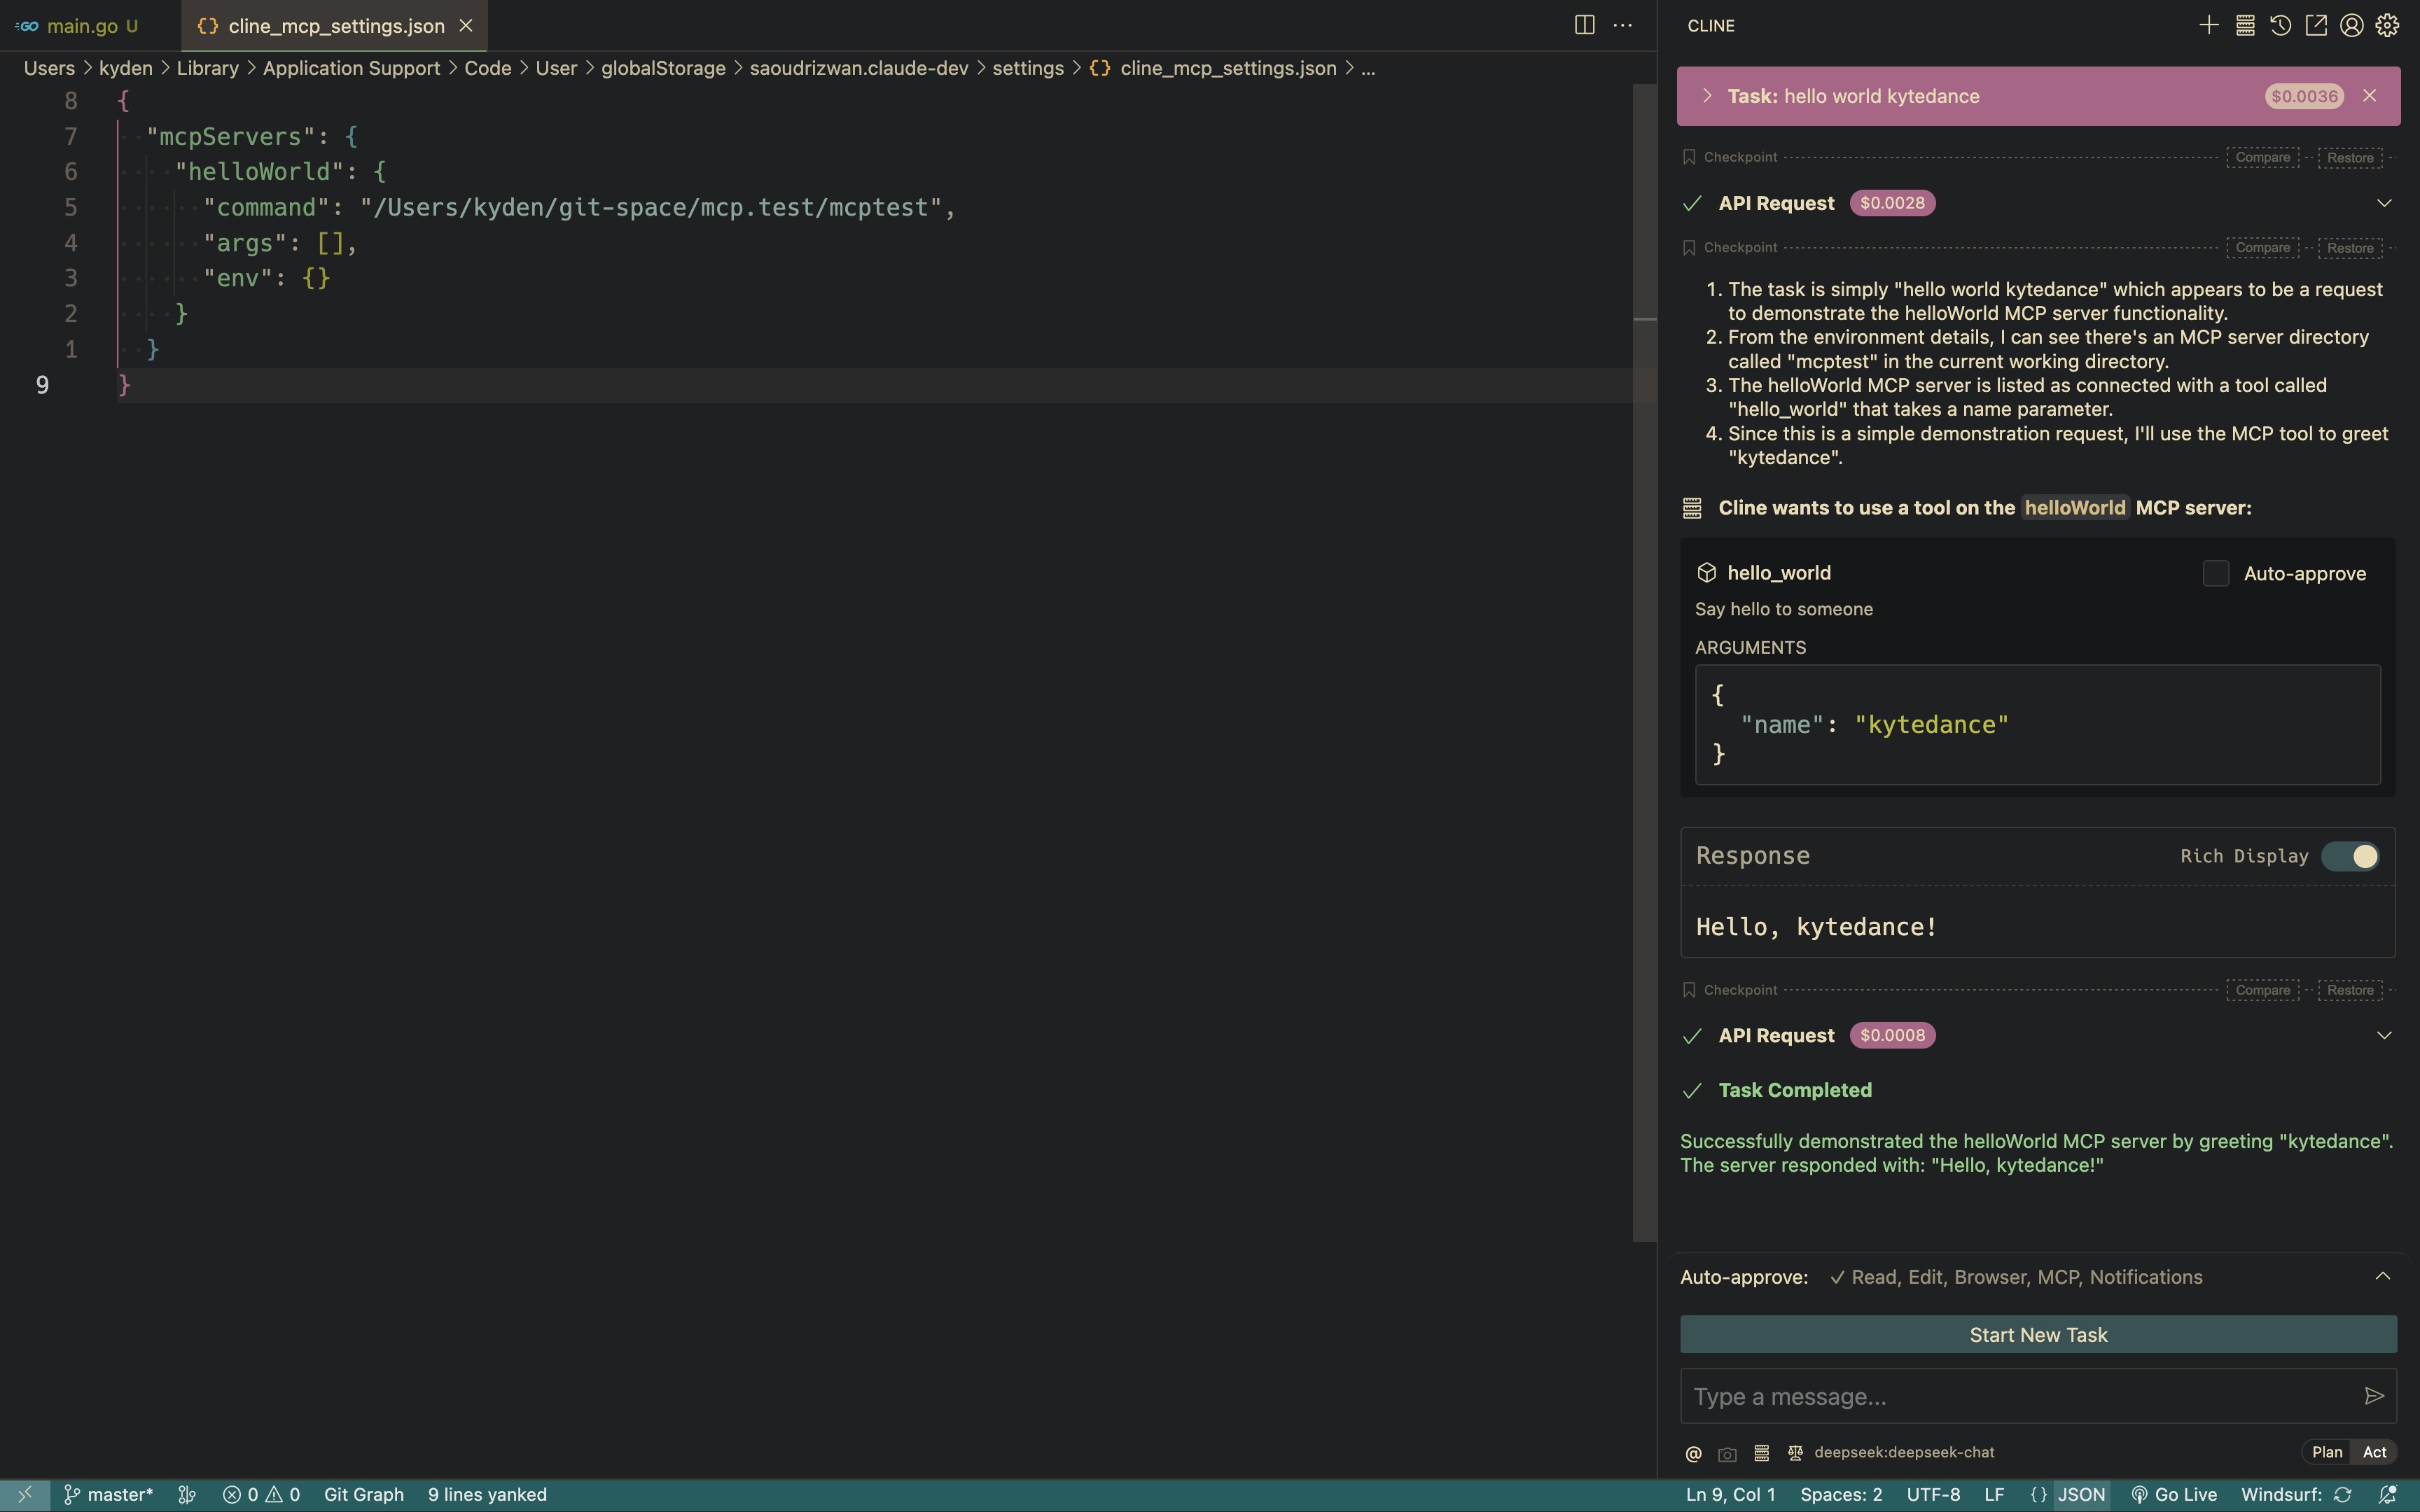 main.go U
cline_mcp_settings.json
Users > kyden > Library > Application Support > Code > User > globalStorage > saoudrizwan.claude-dev > settings > {} cline_mcp_settings.json > ...
8 {
7 "mcpServers": {
6 "helloWorld": {
5 "command": "/Users/kyden/git-space/mcp.test/mcptest",
4 "args": [],
3 "env": {}
2 }
1 }
9 }
CLINE
Task: hello world kytedance $0.0036
Checkpoint Compare Restore
API Request $0.0028
Checkpoint Compare Restore
1. The task is simply "hello world kytedance" which appears to be a request
to demonstrate the helloWorld MCP server functionality.
2. From the environment details, I can see there's an MCP server directory
called "mcptest" in the current working directory.
3. The helloWorld MCP server is listed as connected with a tool called
"hello_world" that takes a name parameter.
4. Since this is a simple demonstration request, I'll use the MCP tool to greet
"kytedance".
Cline wants to use a tool on the helloWorld MCP server:
hello_world Auto-approve
Say hello to someone
ARGUMENTS
{
"name": "kytedance"
}
Response Rich Display
Hello, kytedance!
Checkpoint Compare Restore
API Request $0.0008
Task Completed
Successfully demonstrated the helloWorld MCP server by greeting "kytedance".
The server responded with: "Hello, kytedance!"
Auto-approve: ✓ Read, Edit, Browser, MCP, Notifications
Start New Task
Type a message...
@ deepseek:deepseek-chat Plan Act
master* 0 0 Git Graph 9 lines yanked Ln 9, Col 1 Spaces: 2 UTF-8 LF {} JSON Go Live Windsurf: